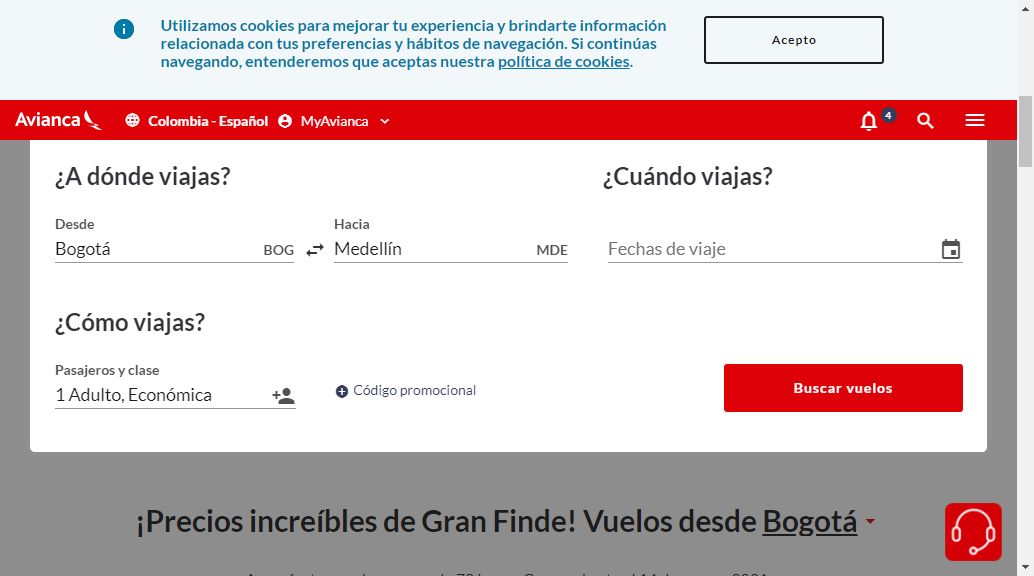 Utilizamos cookies para mejorar tu experiencia y brindarte información
relacionada con tus preferencias y hábitos de navegación. Si continúas
navegando, entenderemos que aceptas nuestra política de cookies.
Acepto
Avianca
Colombia - Español
MyAvianca
4
¿A dónde viajas?
¿Cuándo viajas?
Desde
Bogotá BOG
Hacia
Medellín MDE
Fechas de viaje
¿Cómo viajas?
Pasajeros y clase
1 Adulto, Económica
Código promocional
Buscar vuelos
¡Precios increíbles de Gran Finde! Vuelos desde Bogotá